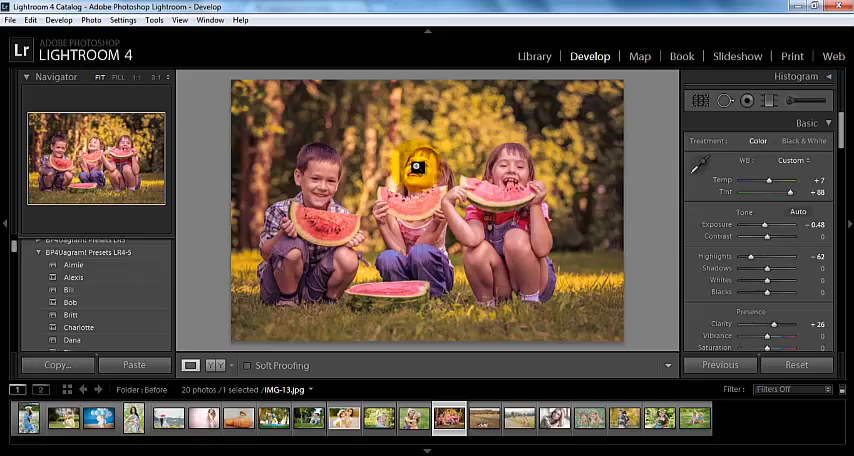 Lightroom 4 Catalog - Adobe Photoshop Lightroom - Develop
File Edit Develop Photo Settings Tools View Window Help
Lr ADOBE PHOTOSHOP
LIGHTROOM 4
Library | Develop | Map | Book | Slideshow | Print | Web
Navigator FIT FILL 1:1 3:1
Histogram
Basic
Treatment : Color Black & White
WB : Custom
Temp + 7
Tint + 88
Tone Auto
Exposure - 0.48
Contrast 0
Highlights - 62
Shadows 0
Whites 0
Blacks 0
Presence
Clarity + 26
Vibrance 0
Saturation 0
BP4Uagram! Presets LR4-5
Aimie
Alexis
Bill
Bob
Britt
Charlotte
Dana
Copy... Paste
Y Y Soft Proofing
Previous Reset
1 2 Folder : Before 20 photos /1 selected /IMG-13.jpg Filter : Filters Off